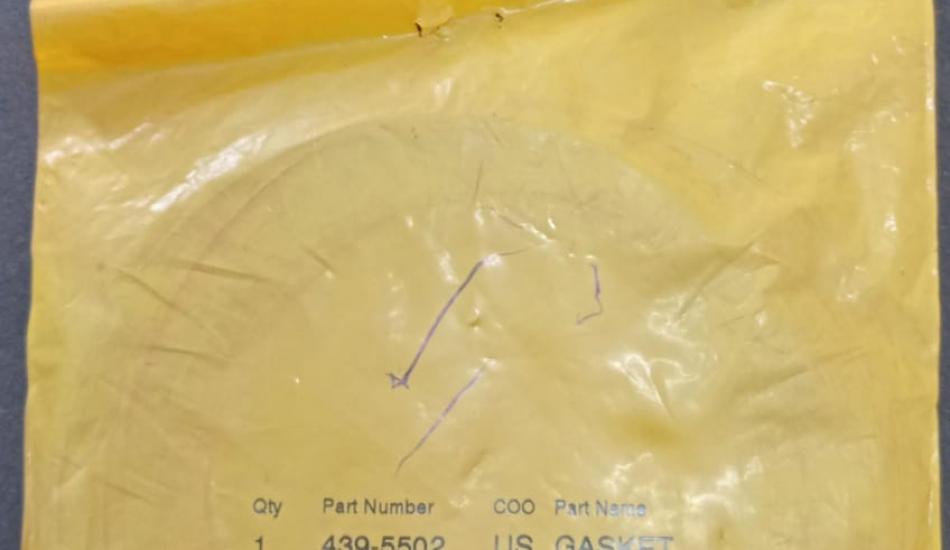 Qty Part Number COO Part Name
1 439-5502 US GASKET